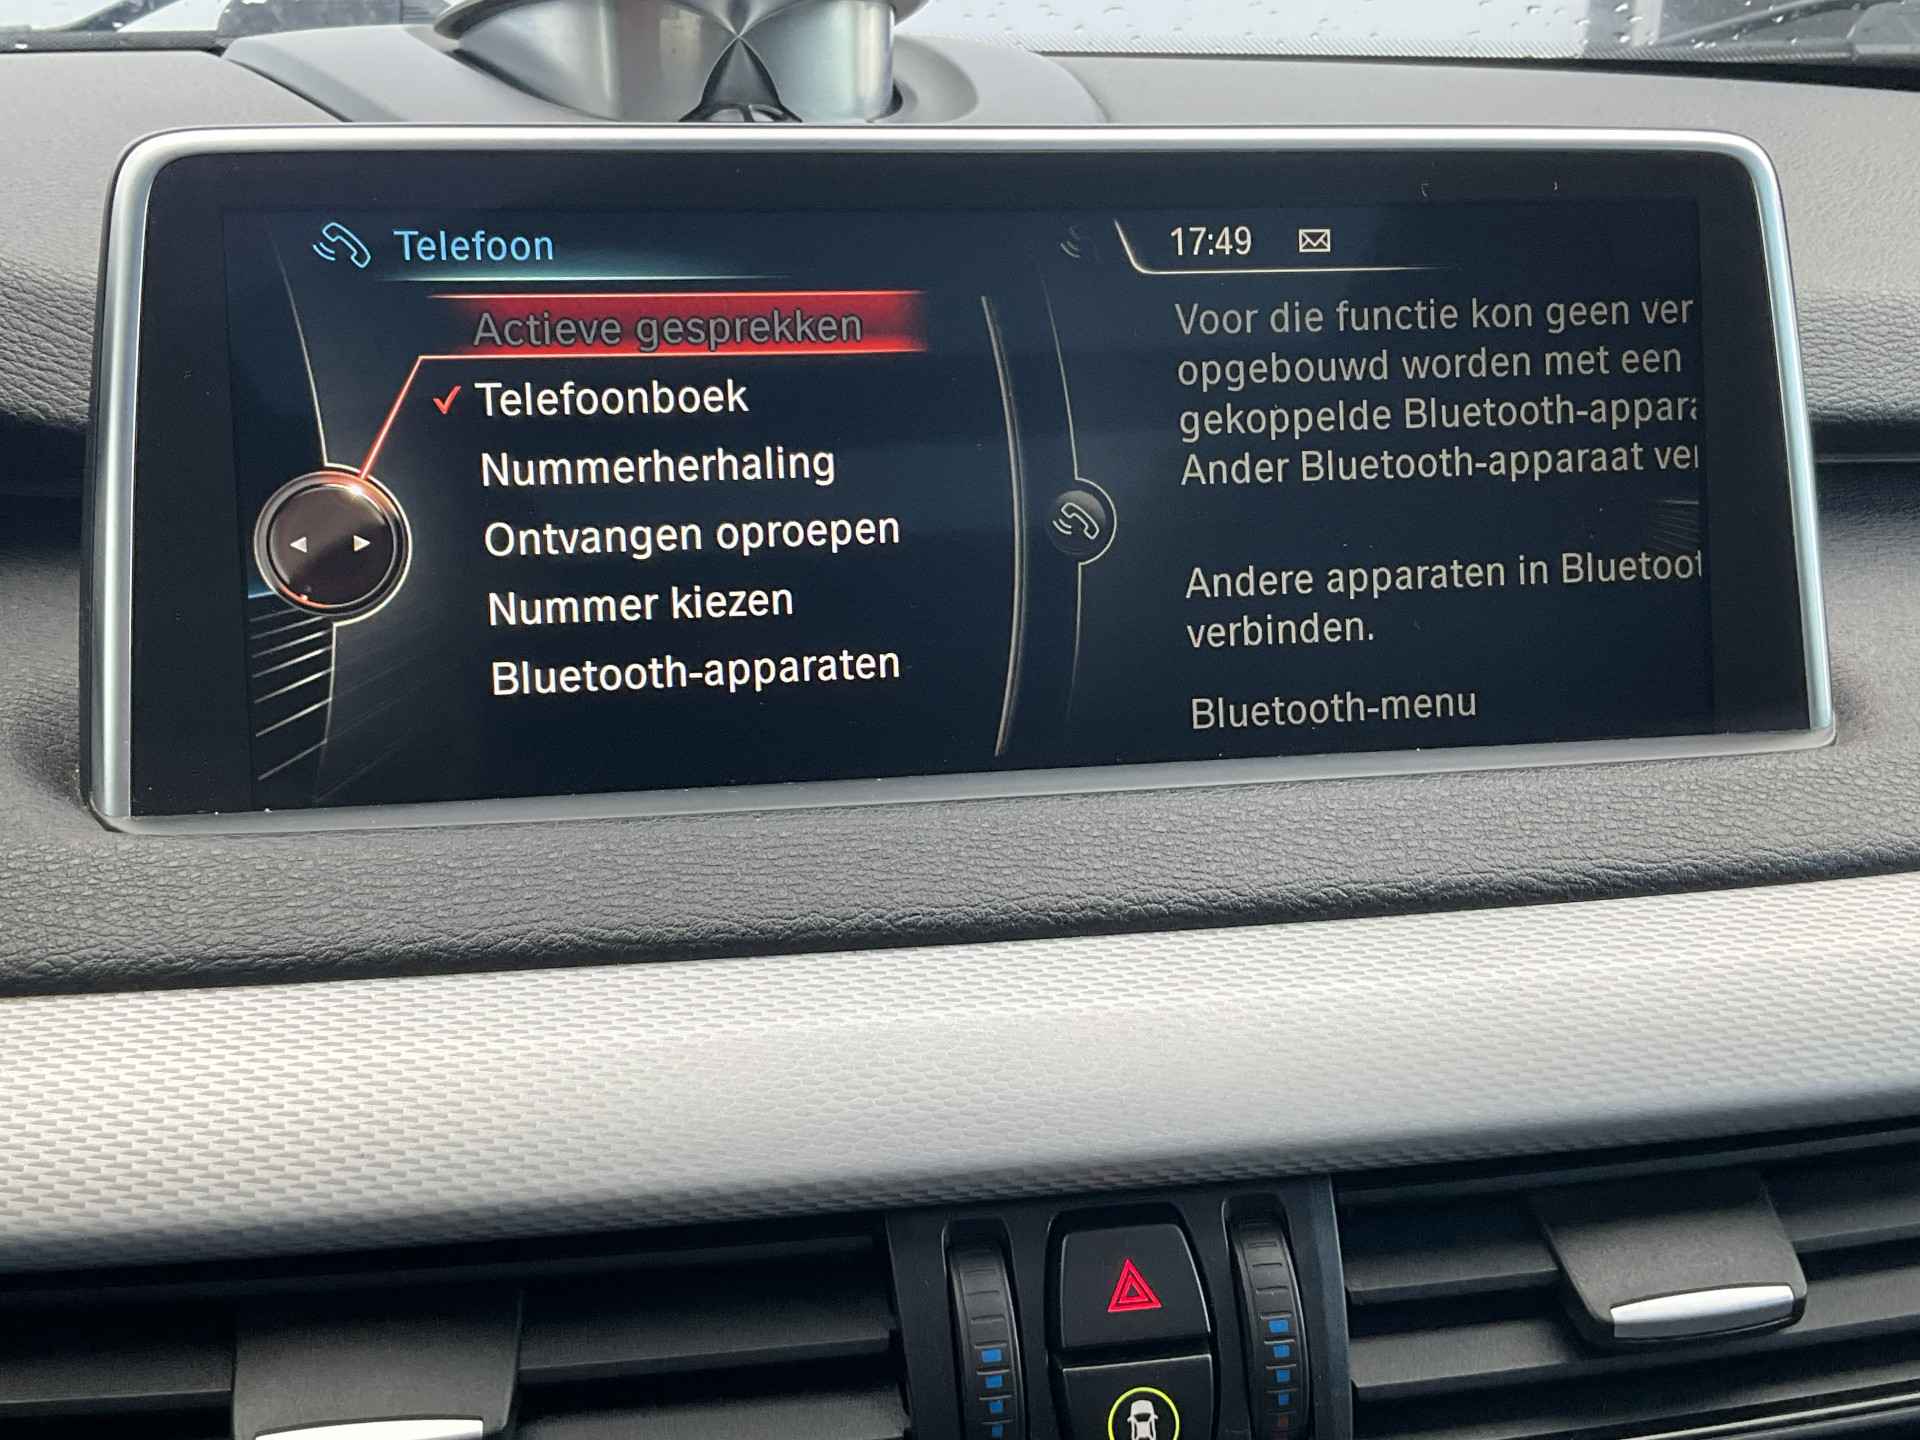 Telefoon
Actieve gesprekken
Telefoonboek
Nummerherhaling
Ontvangen oproepen
Nummer kiezen
Bluetooth-apparaten
17:49
Voor die functie kon geen ver
opgebouwd worden met een
gekoppelde Bluetooth-appara
Ander Bluetooth-apparaat ver
Andere apparaten in Bluetoot
verbinden.
Bluetooth-menu